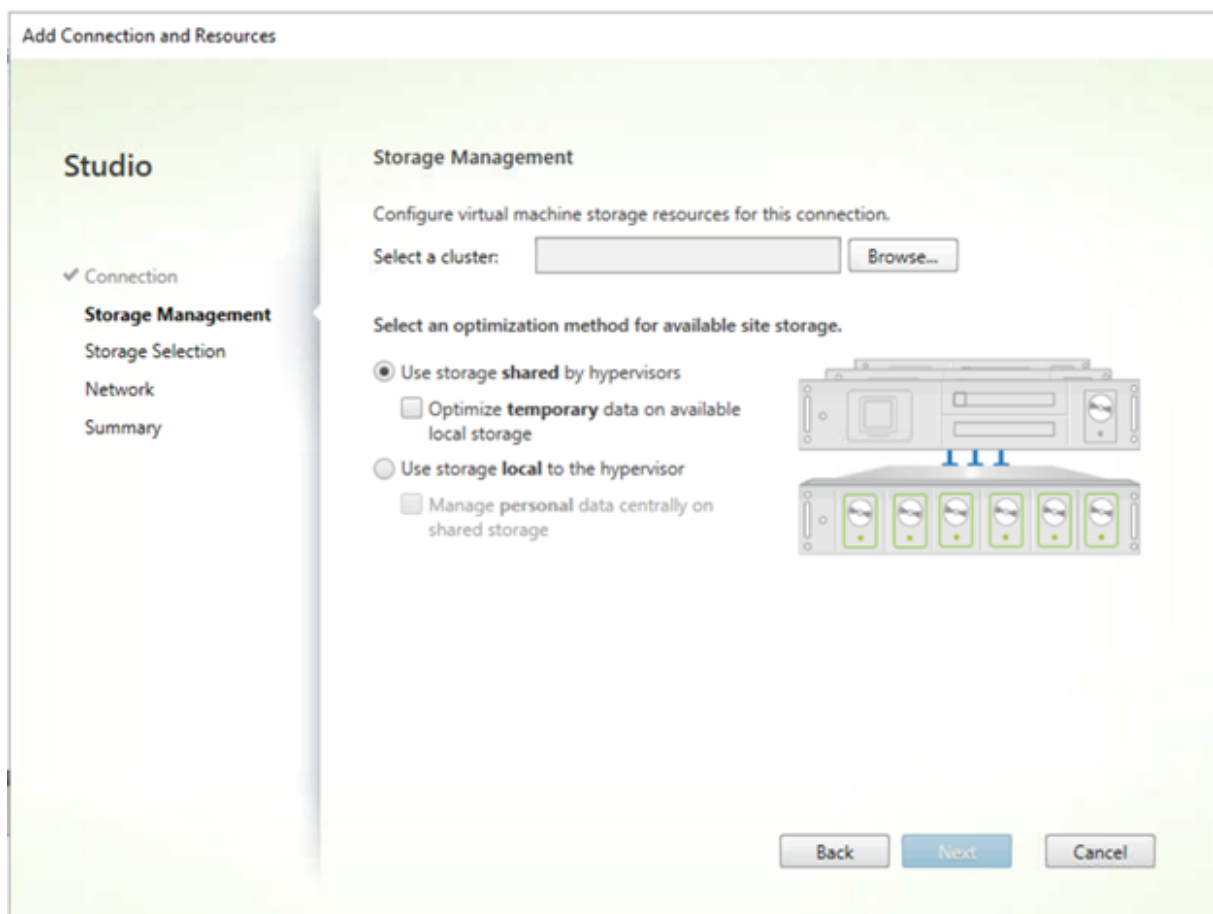 Add Connection and Resources
Studio
✔ Connection
Storage Management
Storage Selection
Network
Summary
Storage Management
Configure virtual machine storage resources for this connection.
Select a cluster:
Browse...
Select an optimization method for available site storage.
Use storage shared by hypervisors
Optimize temporary data on available
local storage
Use storage local to the hypervisor
Manage personal data centrally on
shared storage
Back
Next
Cancel